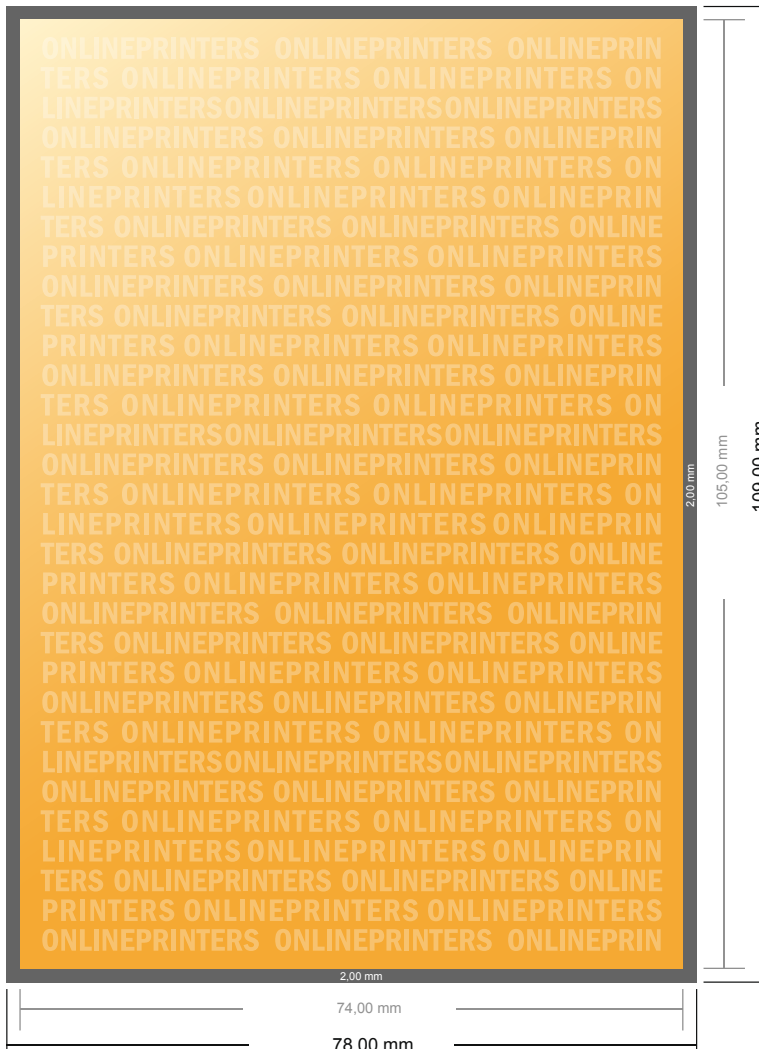 ONLINEPRINTERS ONLINEPRINTERS ONLINEPRIN
TERS ONLINEPRINTERS ONLINEPRINTERS ON
LINEPRINTERSONLINEPRINTERSONLINEPRINTERS
ONLINEPRINTERS ONLINEPRINTERS ONLINEPRIN
TERS ONLINEPRINTERS ONLINEPRINTERS ON
LINEPRINTERS ONLINEPRINTERS ONLINEPRIN
TERS ONLINEPRINTERS ONLINEPRINTERS ONLINE
PRINTERS ONLINEPRINTERS ONLINEPRINTERS
ONLINEPRINTERS ONLINEPRINTERS ONLINEPRIN
TERS ONLINEPRINTERS ONLINEPRINTERS ONLINE
PRINTERS ONLINEPRINTERS ONLINEPRINTERS
ONLINEPRINTERS ONLINEPRINTERS ONLINEPRIN
TERS ONLINEPRINTERS ONLINEPRINTERS ON
LINEPRINTERSONLINEPRINTERSONLINEPRINTERS
ONLINEPRINTERS ONLINEPRINTERS ONLINEPRIN
TERS ONLINEPRINTERS ONLINEPRINTERS ON
LINEPRINTERS ONLINEPRINTERS ONLINEPRIN
TERS ONLINEPRINTERS ONLINEPRINTERS ONLINE
PRINTERS ONLINEPRINTERS ONLINEPRINTERS
ONLINEPRINTERS ONLINEPRINTERS ONLINEPRIN
TERS ONLINEPRINTERS ONLINEPRINTERS ONLINE
PRINTERS ONLINEPRINTERS ONLINEPRINTERS
ONLINEPRINTERS ONLINEPRINTERS ONLINEPRIN
TERS ONLINEPRINTERS ONLINEPRINTERS ON
LINEPRINTERSONLINEPRINTERSONLINEPRINTERS
ONLINEPRINTERS ONLINEPRINTERS ONLINEPRIN
TERS ONLINEPRINTERS ONLINEPRINTERS ON
LINEPRINTERS ONLINEPRINTERS ONLINEPRIN
TERS ONLINEPRINTERS ONLINEPRINTERS ONLINE
PRINTERS ONLINEPRINTERS ONLINEPRINTERS
ONLINEPRINTERS ONLINEPRINTERS ONLINEPRIN
2,00 mm
105,00 mm
109,00 mm
2,00 mm
74,00 mm
78,00 mm